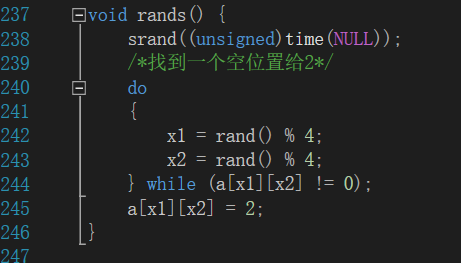 237 void rands() {
238 srand((unsigned)time(NULL));
239 /*找到一个空位置给2*/
240 do
241 {
242 x1 = rand() % 4;
243 x2 = rand() % 4;
244 } while (a[x1][x2] != 0);
245 a[x1][x2] = 2;
246 }
247